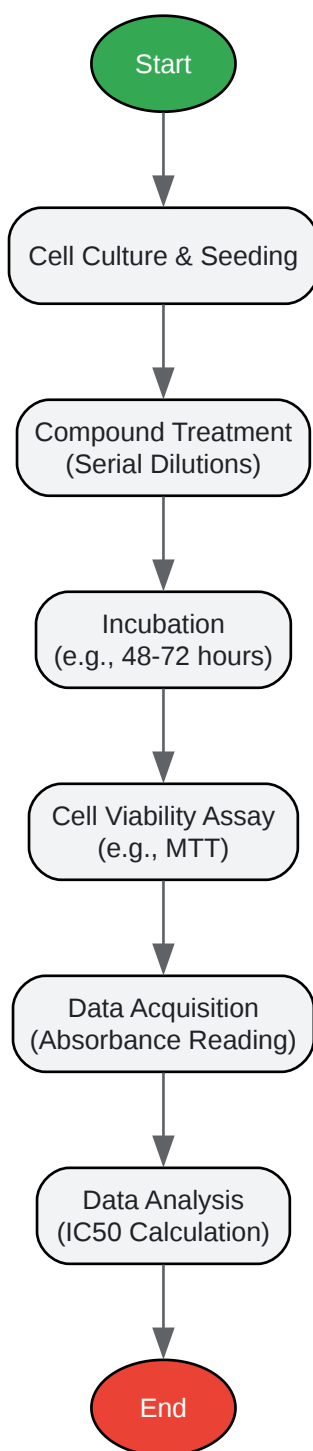 Start
Cell Culture & Seeding
Compound Treatment
(Serial Dilutions)
Incubation
(e.g., 48-72 hours)
Cell Viability Assay
(e.g., MTT)
Data Acquisition
(Absorbance Reading)
Data Analysis
(IC50 Calculation)
End